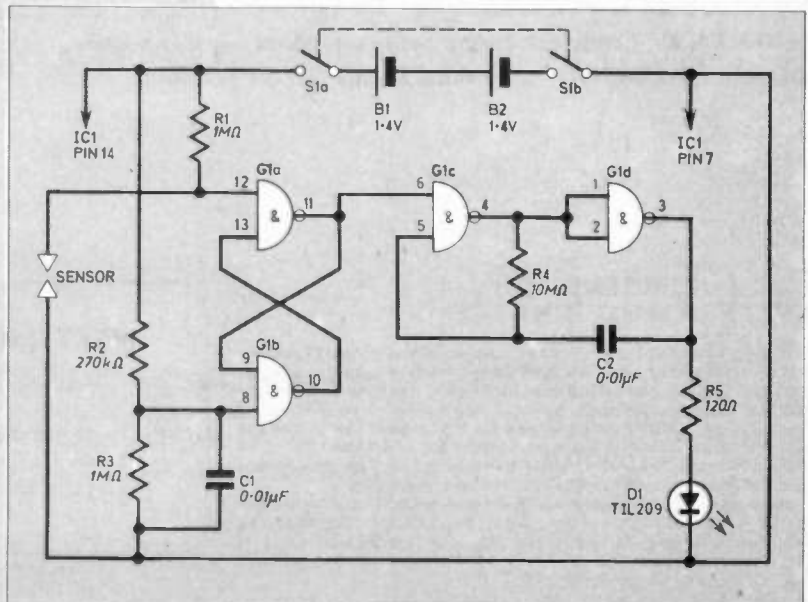 S1a
B1
1·4V
B2
1·4V
S1b
IC1
PIN 14
R1
1MΩ
IC1
PIN 7
G1a
12
13
&
11
G1c
6
5
&
4
G1d
1
2
&
3
SENSOR
R4
10MΩ
R2
270kΩ
G1b
9
8
&
10
C2
0·01µF
R5
120Ω
R3
1MΩ
C1
0·01µF
D1
TIL209